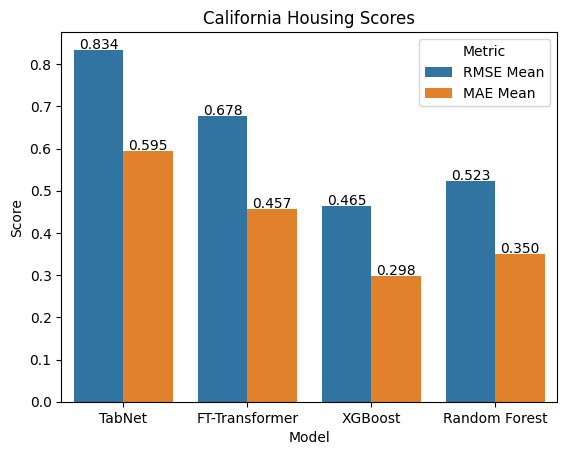 California Housing Scores
Metric
RMSE Mean
MAE Mean
0.834
0.595
0.678
0.457
0.465
0.298
0.523
0.350
Score
0.8
0.7
0.6
0.5
0.4
0.3
0.2
0.1
0.0
TabNet
FT-Transformer
XGBoost
Random Forest
Model